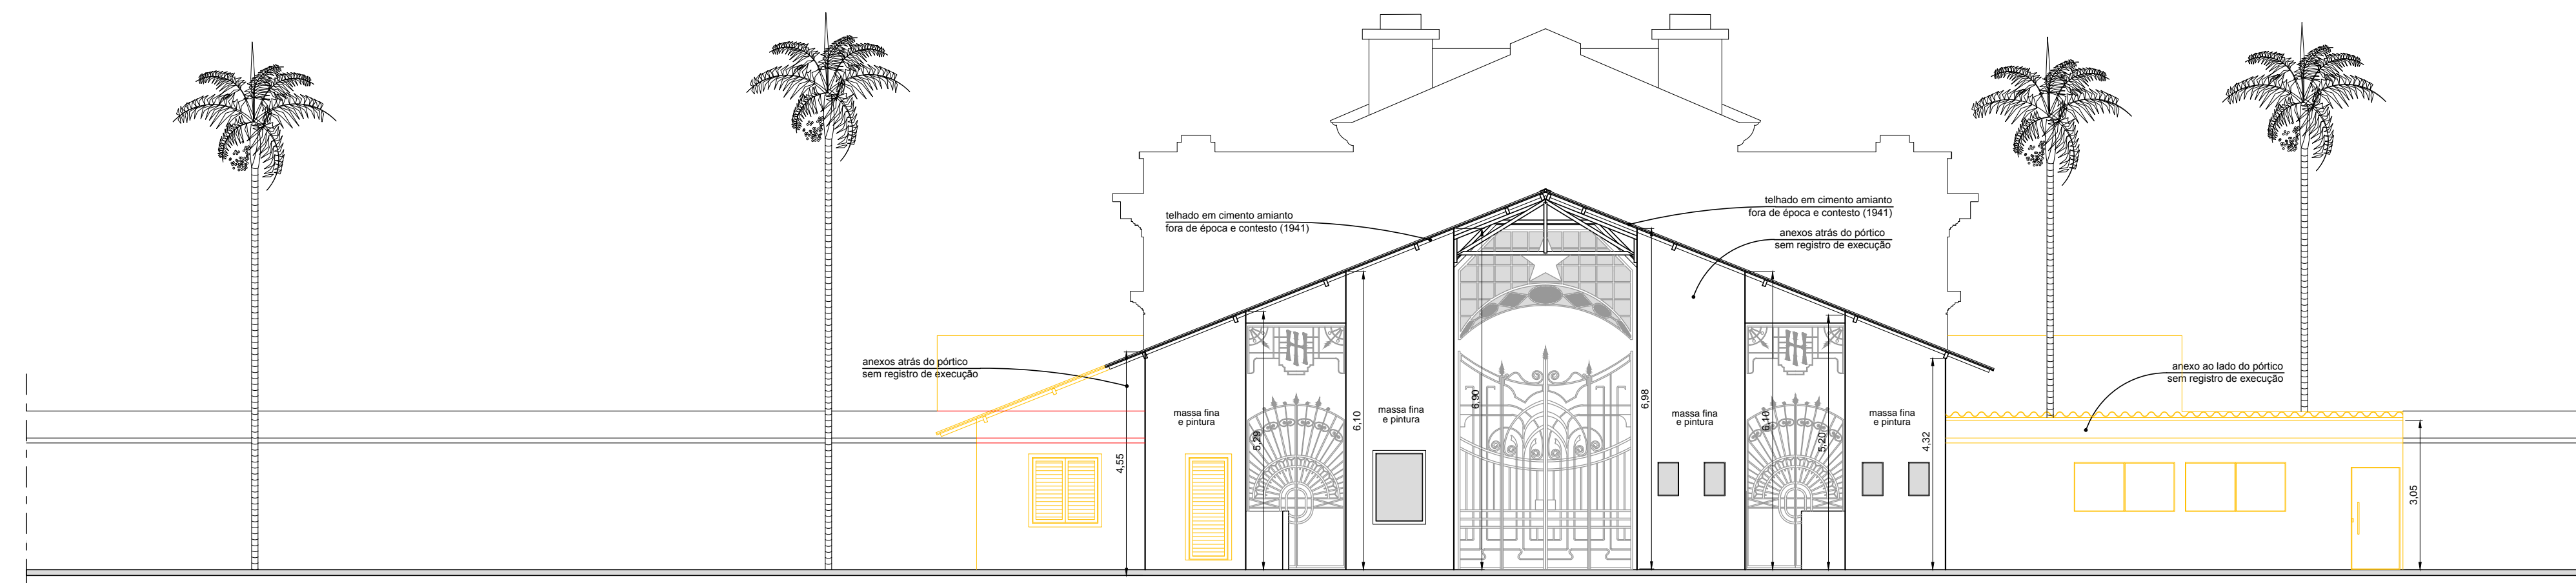 telhado em cimento amianto
fora de época e contesto (1941)
telhado em cimento amianto
fora de época e contesto (1941)
anexos atrás do pórtico
sem registro de execução
anexos atrás do pórtico
sem registro de execução
anexo ao lado do pórtico
sem registro de execução
massa fina
e pintura
massa fina
e pintura
massa fina
e pintura
massa fina
e pintura
4,55
5,29
6,10
6,90
6,98
6,10
5,20
4,32
3,05
H
H